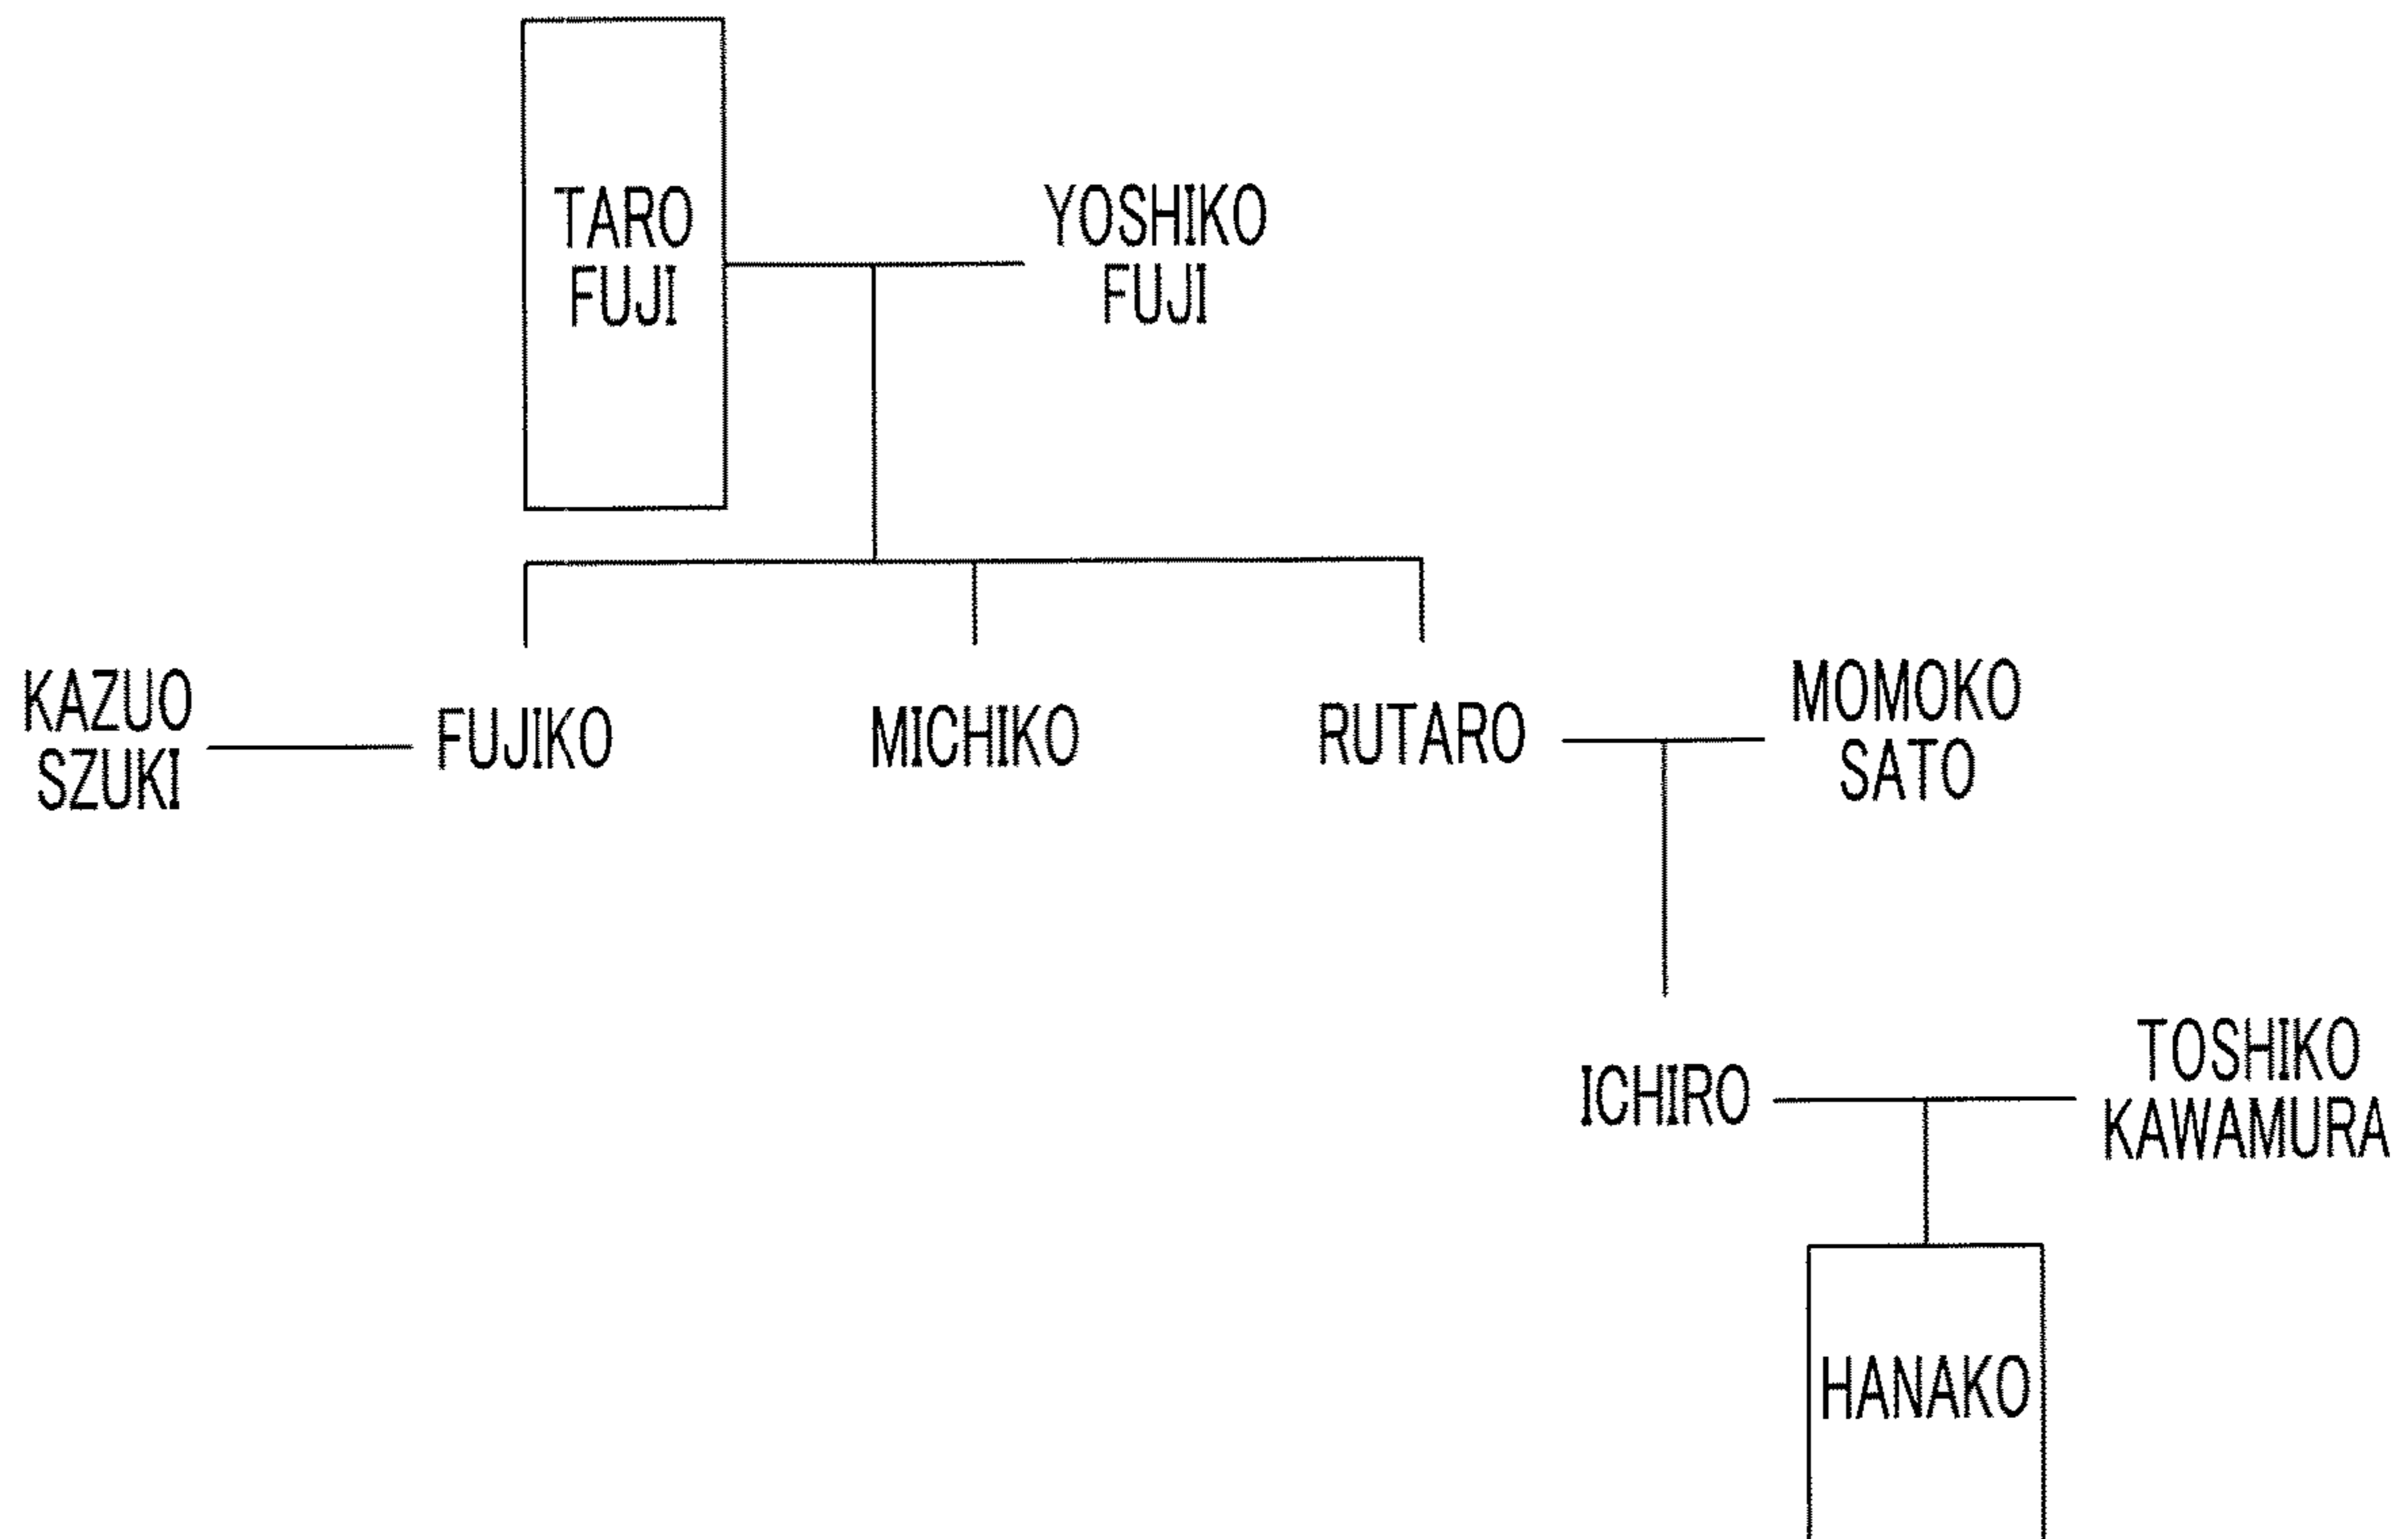 TARO
FUJI
YOSHIKO
FUJI
KAZUO
SZUKI
FUJIKO
MICHIKO
RUTARO
MOMOKO
SATO
ICHIRO
TOSHIKO
KAWAMURA
HANAKO